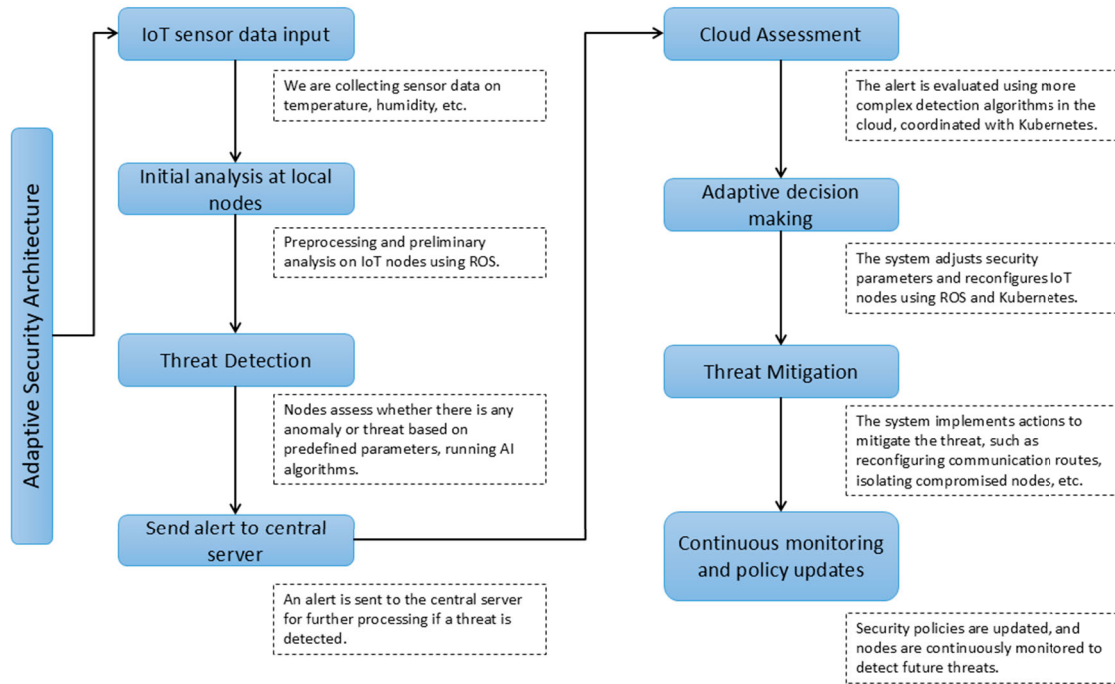 Adaptive Security Architecture
IoT sensor data input
We are collecting sensor data on
temperature, humidity, etc.
Initial analysis at local
nodes
Preprocessing and preliminary
analysis on IoT nodes using ROS.
Threat Detection
Nodes assess whether there is any
anomaly or threat based on
predefined parameters, running AI
algorithms.
Send alert to central
server
An alert is sent to the central server
for further processing if a threat is
detected.
Cloud Assessment
The alert is evaluated using more
complex detection algorithms in the
cloud, coordinated with Kubernetes.
Adaptive decision
making
The system adjusts security
parameters and reconfigures IoT
nodes using ROS and Kubernetes.
Threat Mitigation
The system implements actions to
mitigate the threat, such as
reconfiguring communication routes,
isolating compromised nodes, etc.
Continuous monitoring
and policy updates
Security policies are updated, and
nodes are continuously monitored to
detect future threats.